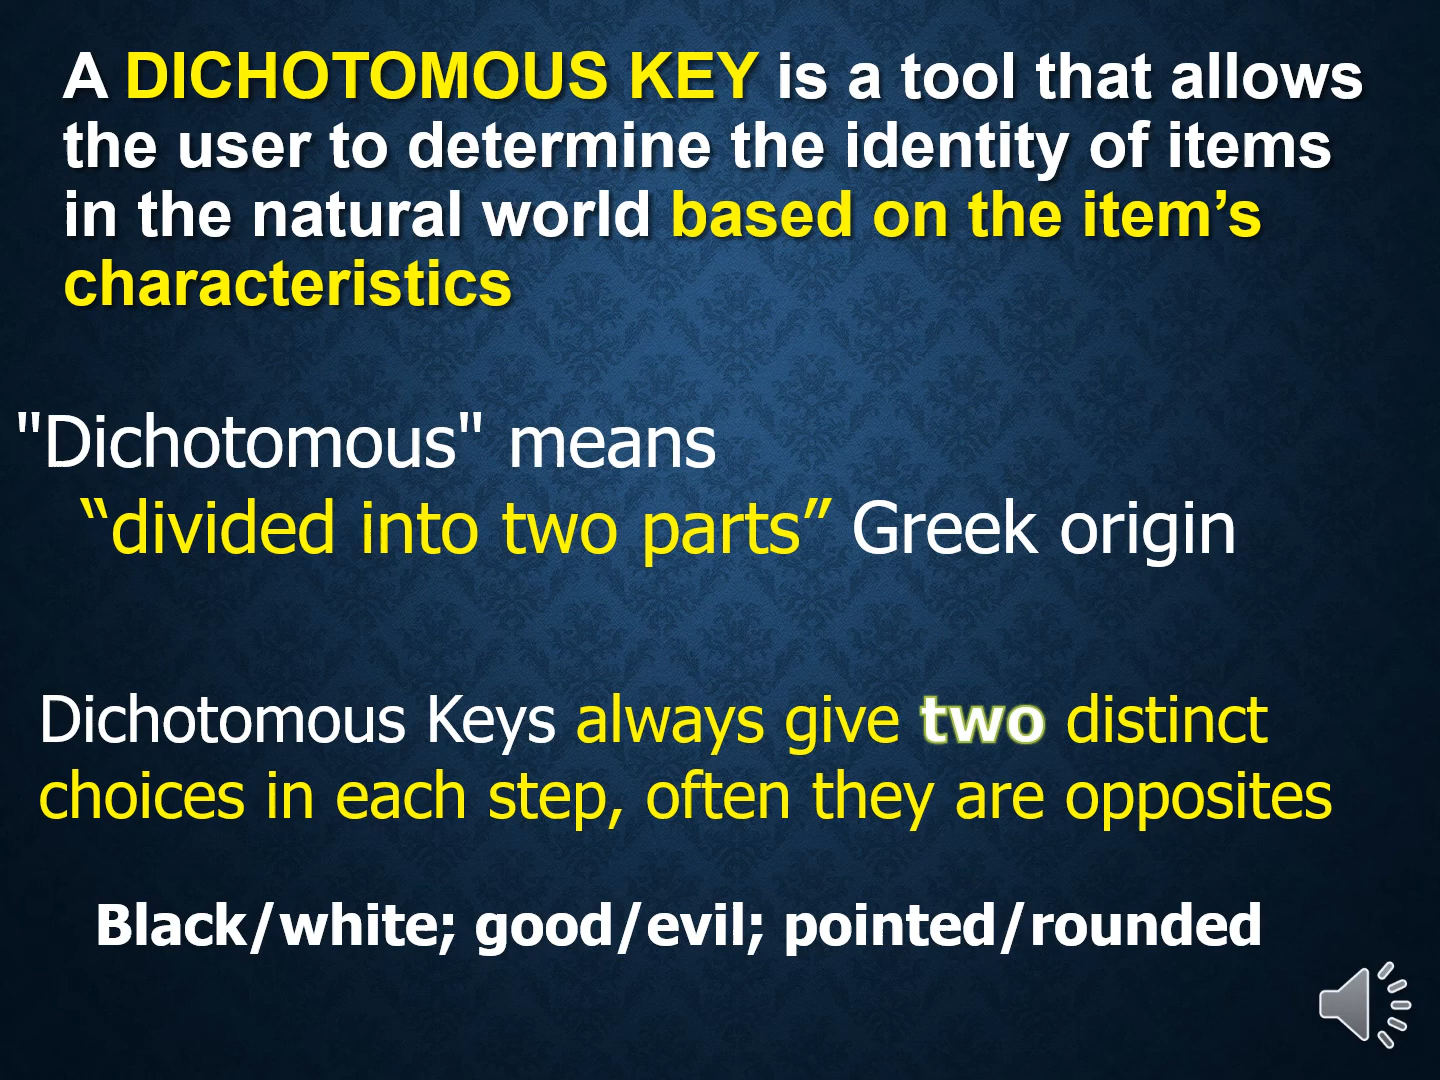 A DICHOTOMOUS KEY is a tool that allows
the user to determine the identity of items
in the natural world based on the item’s
characteristics
"Dichotomous" means
“divided into two parts” Greek origin
Dichotomous Keys always give two distinct
choices in each step, often they are opposites
Black/white; good/evil; pointed/rounded